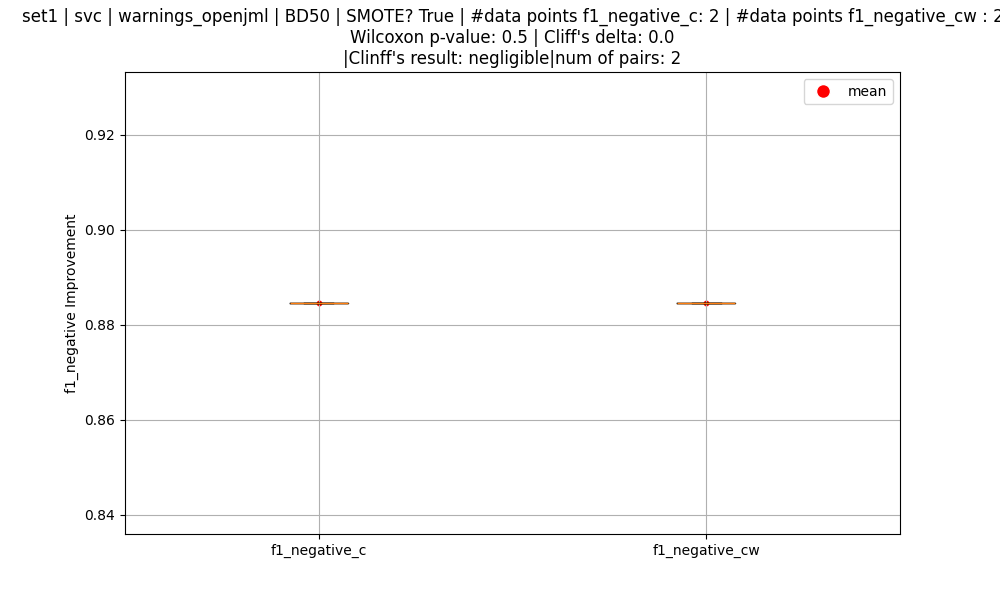 set1 | svc | warnings_openjml | BD50 | SMOTE? True | #data points f1_negative_c: 2 | #data points f1_negative_cw : 2
Wilcoxon p-value: 0.5 | Cliff's delta: 0.0
|Clinff's result: negligible|num of pairs: 2
mean
0.92
0.90
0.88
0.86
0.84
f1_negative Improvement
f1_negative_c
f1_negative_cw